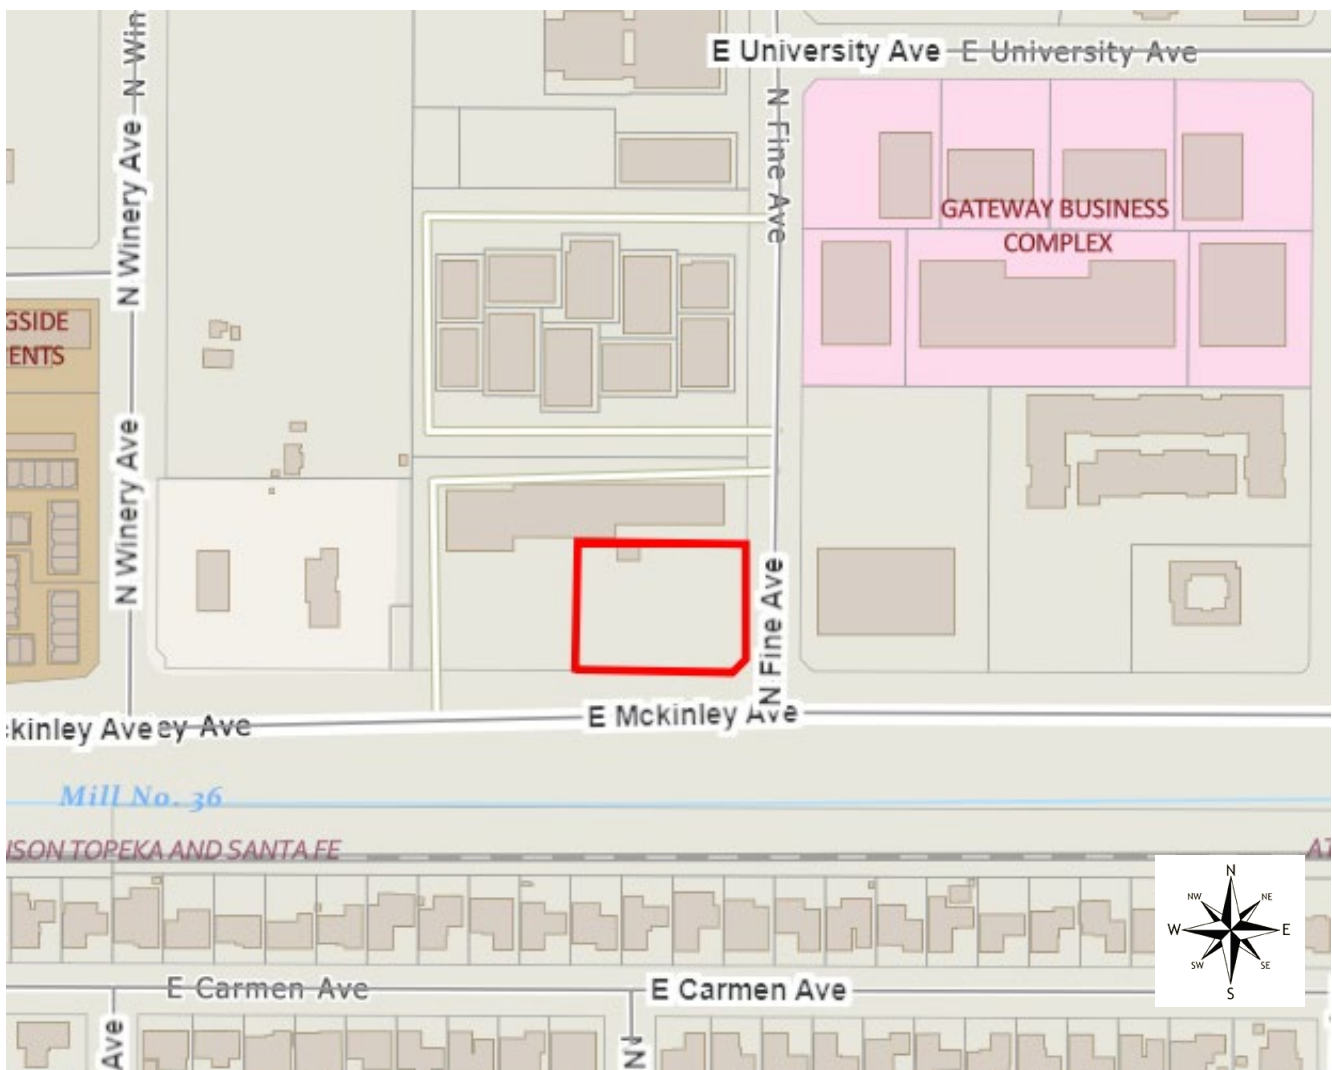 N Win
E University Ave
E University Ave
N Winery Ave
N Fine Ave
GATEWAY BUSINESS
COMPLEX
GSIDE
ENTS
N Winery Ave
N Fine Ave
E Mckinley Ave
ckinley Ave
ey Ave
Mill No. 36
NSON TOPEKA AND SANTA FE
AT
N
NW
NE
W
E
SW
SE
S
E Carmen Ave
E Carmen Ave
Ave
N